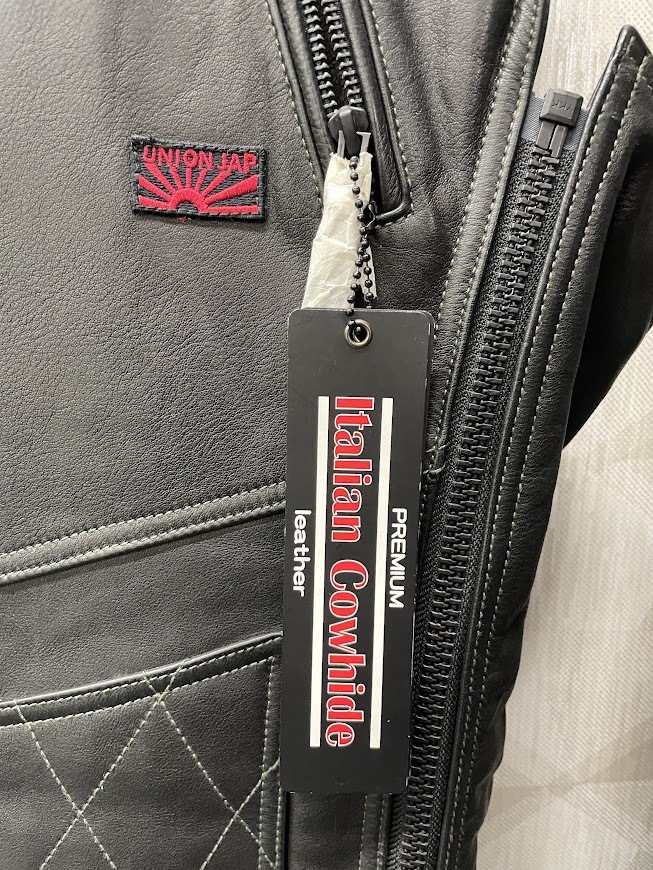 UNION JAP
PREMIUM
Italian Cowhide
leather